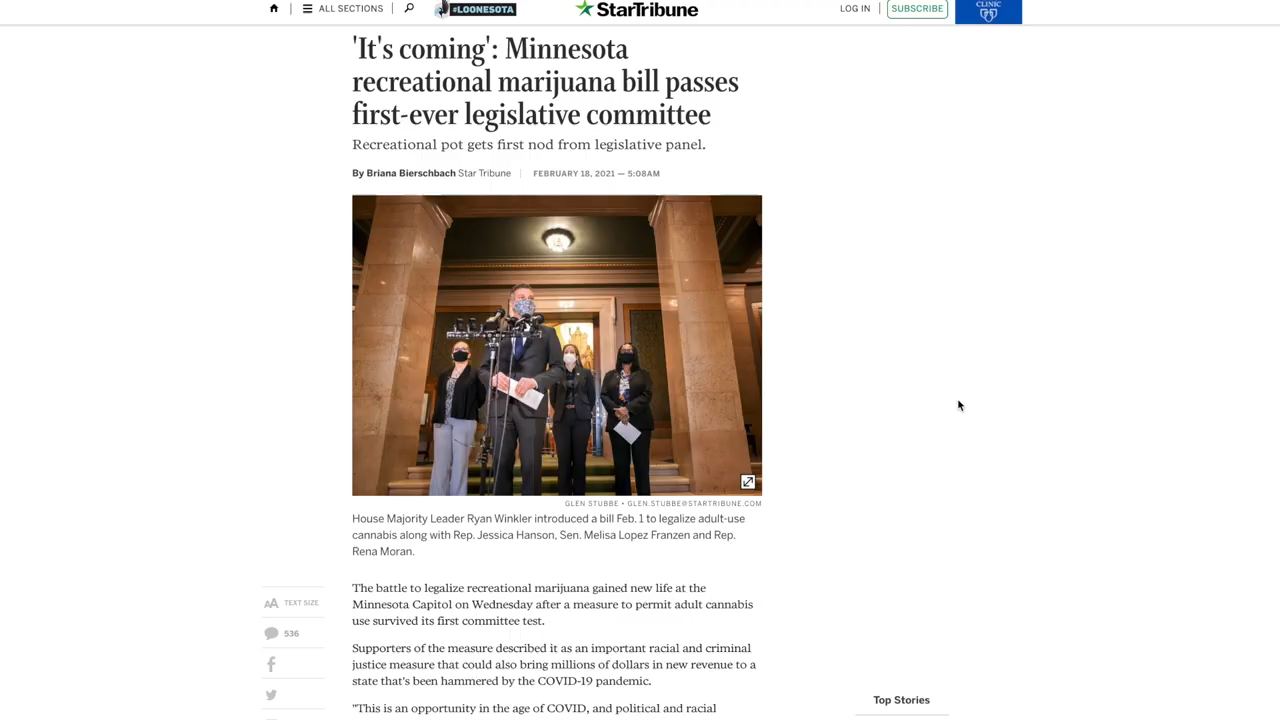 ALL SECTIONS
#LOONESOTA
StarTribune
LOG IN
SUBSCRIBE
CLINIC
'It's coming': Minnesota
recreational marijuana bill passes
first-ever legislative committee
Recreational pot gets first nod from legislative panel.
By Briana Bierschbach Star Tribune
FEBRUARY 18, 2021 — 5:08AM
GLEN STUBBE • GLEN.STUBBE@STARTRIBUNE.COM
House Majority Leader Ryan Winkler introduced a bill Feb. 1 to legalize adult-use
cannabis along with Rep. Jessica Hanson, Sen. Melisa Lopez Franzen and Rep.
Rena Moran.
The battle to legalize recreational marijuana gained new life at the
Minnesota Capitol on Wednesday after a measure to permit adult cannabis
use survived its first committee test.
AA TEXT SIZE
536
Supporters of the measure described it as an important racial and criminal
justice measure that could also bring millions of dollars in new revenue to a
state that's been hammered by the COVID-19 pandemic.
"This is an opportunity in the age of COVID, and political and racial
Top Stories